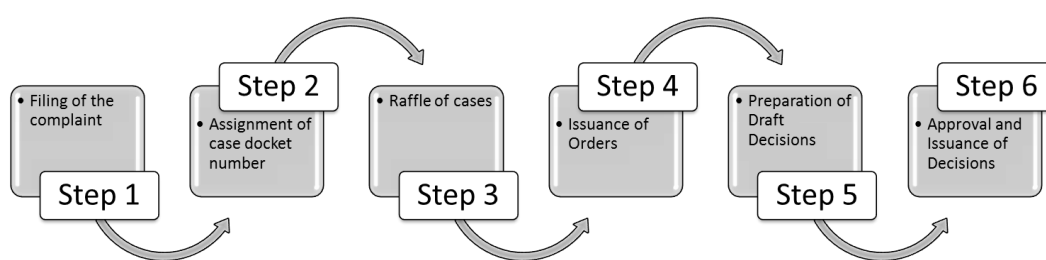 • Filing of the
complaint
Step 1
Step 2
• Assignment of
case docket
number
• Raffle of cases
Step 3
Step 4
• Issuance of
Orders
• Preparation of
Draft
Decisions
Step 5
Step 6
• Approval and
Issuance of
Decisions